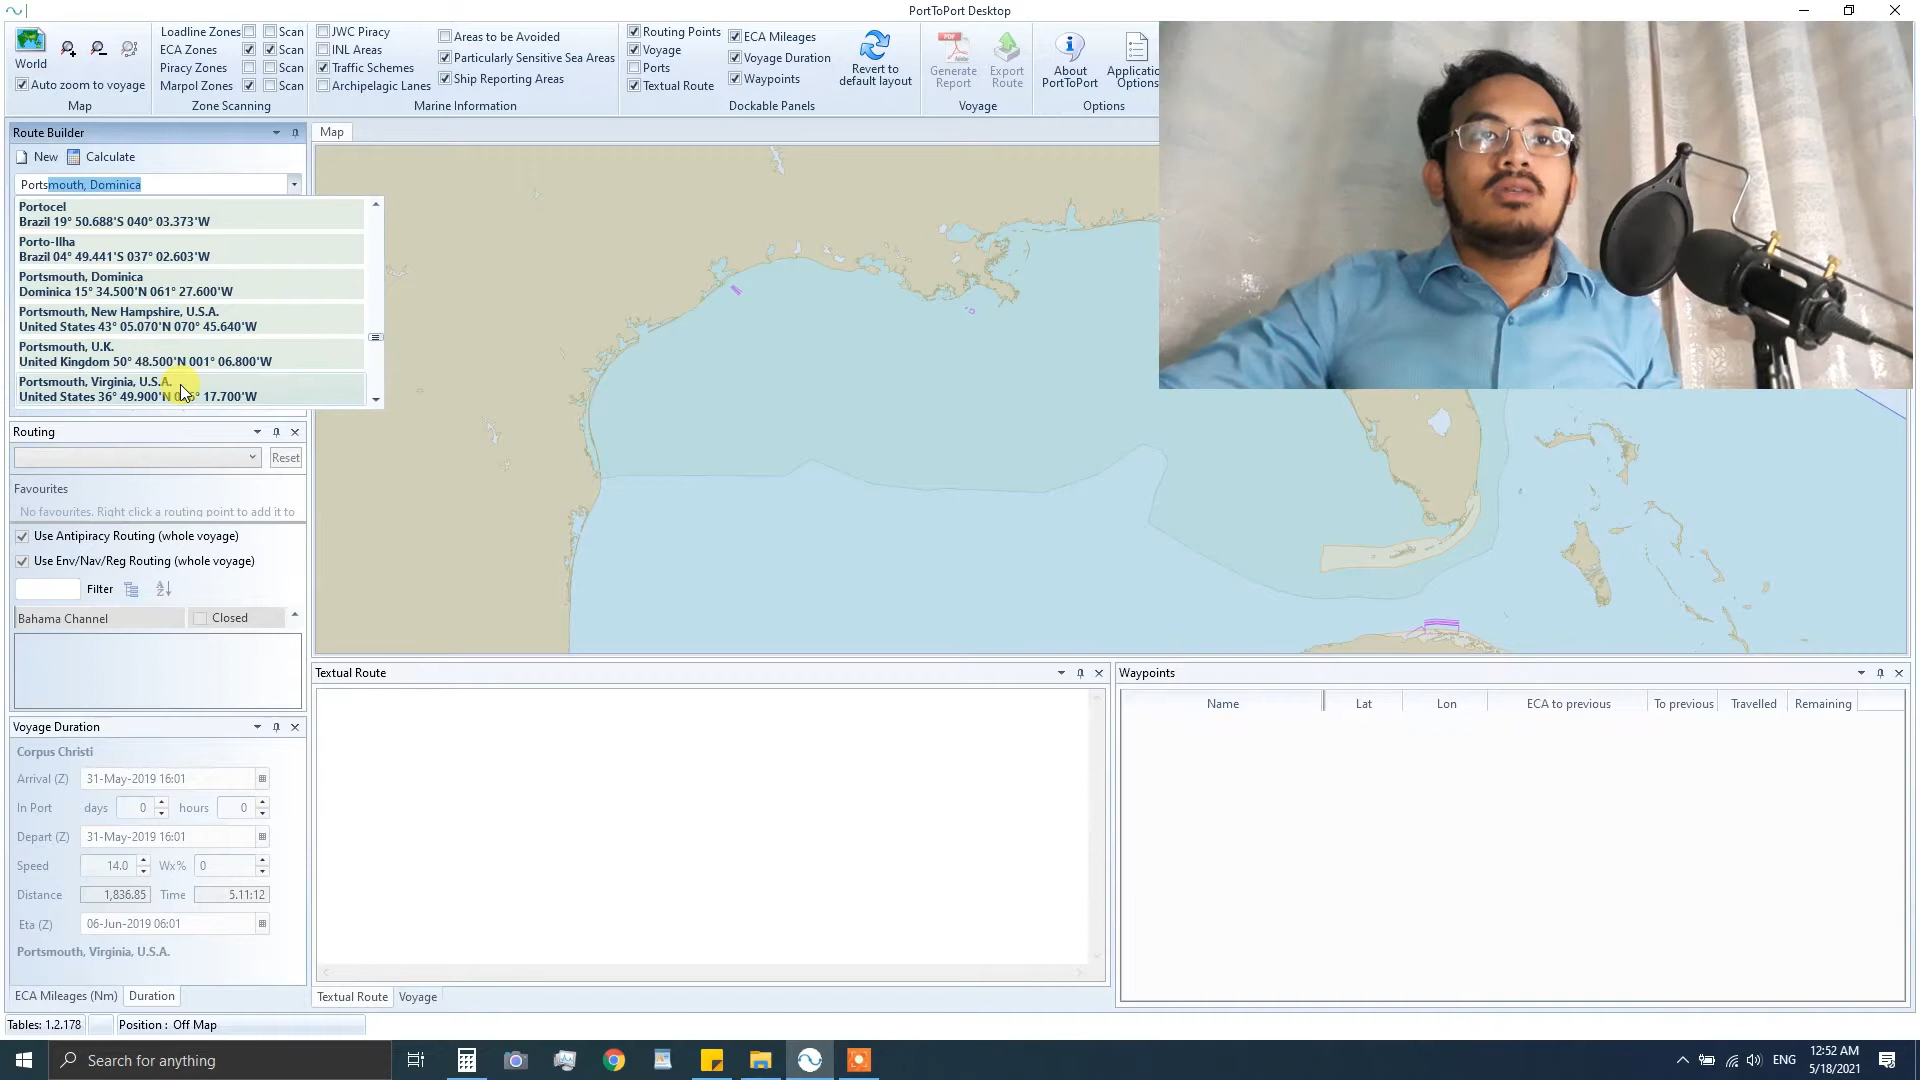 PortToPort Desktop
World
Auto zoom to voyage
Map
Loadline Zones Scan
ECA Zones Scan
Piracy Zones Scan
Marpol Zones Scan
Zone Scanning
JWC Piracy
INL Areas
Traffic Schemes
Archipelagic Lanes
Areas to be Avoided
Particularly Sensitive Sea Areas
Ship Reporting Areas
Marine Information
Routing Points
Voyage
Ports
Textual Route
ECA Mileages
Voyage Duration
Waypoints
Revert to
default layout
Dockable Panels
PDF
Generate
Report
Export
Route
Voyage
About
PortToPort
Applicatio
Options
Options
Route Builder
New Calculate
Portsmouth, Dominica
Portocel
Brazil 19° 50.688'S 040° 03.373'W
Porto-Ilha
Brazil 04° 49.441'S 037° 02.603'W
Portsmouth, Dominica
Dominica 15° 34.500'N 061° 27.600'W
Portsmouth, New Hampshire, U.S.A.
United States 43° 05.070'N 070° 45.640'W
Portsmouth, U.K.
United Kingdom 50° 48.500'N 001° 06.800'W
Portsmouth, Virginia, U.S.A.
United States 36° 49.900'N 17.700'W
Map
Routing
Reset
Favourites
No favourites. Right click a routing point to add it to
Use Antipiracy Routing (whole voyage)
Use Env/Nav/Reg Routing (whole voyage)
Filter
Bahama Channel Closed
Voyage Duration
Corpus Christi
Arrival (Z) 31-May-2019 16:01
In Port days 0 hours 0
Depart (Z) 31-May-2019 16:01
Speed 14.0 Wx% 0
Distance 1,836.85 Time 5.11:12
Eta (Z) 06-Jun-2019 06:01
Portsmouth, Virginia, U.S.A.
ECA Mileages (Nm) Duration
Textual Route
Textual Route Voyage
Waypoints
Name Lat Lon ECA to previous To previous Travelled Remaining
Tables: 1.2.178 Position : Off Map
Search for anything
ENG
12:52 AM
5/18/2021